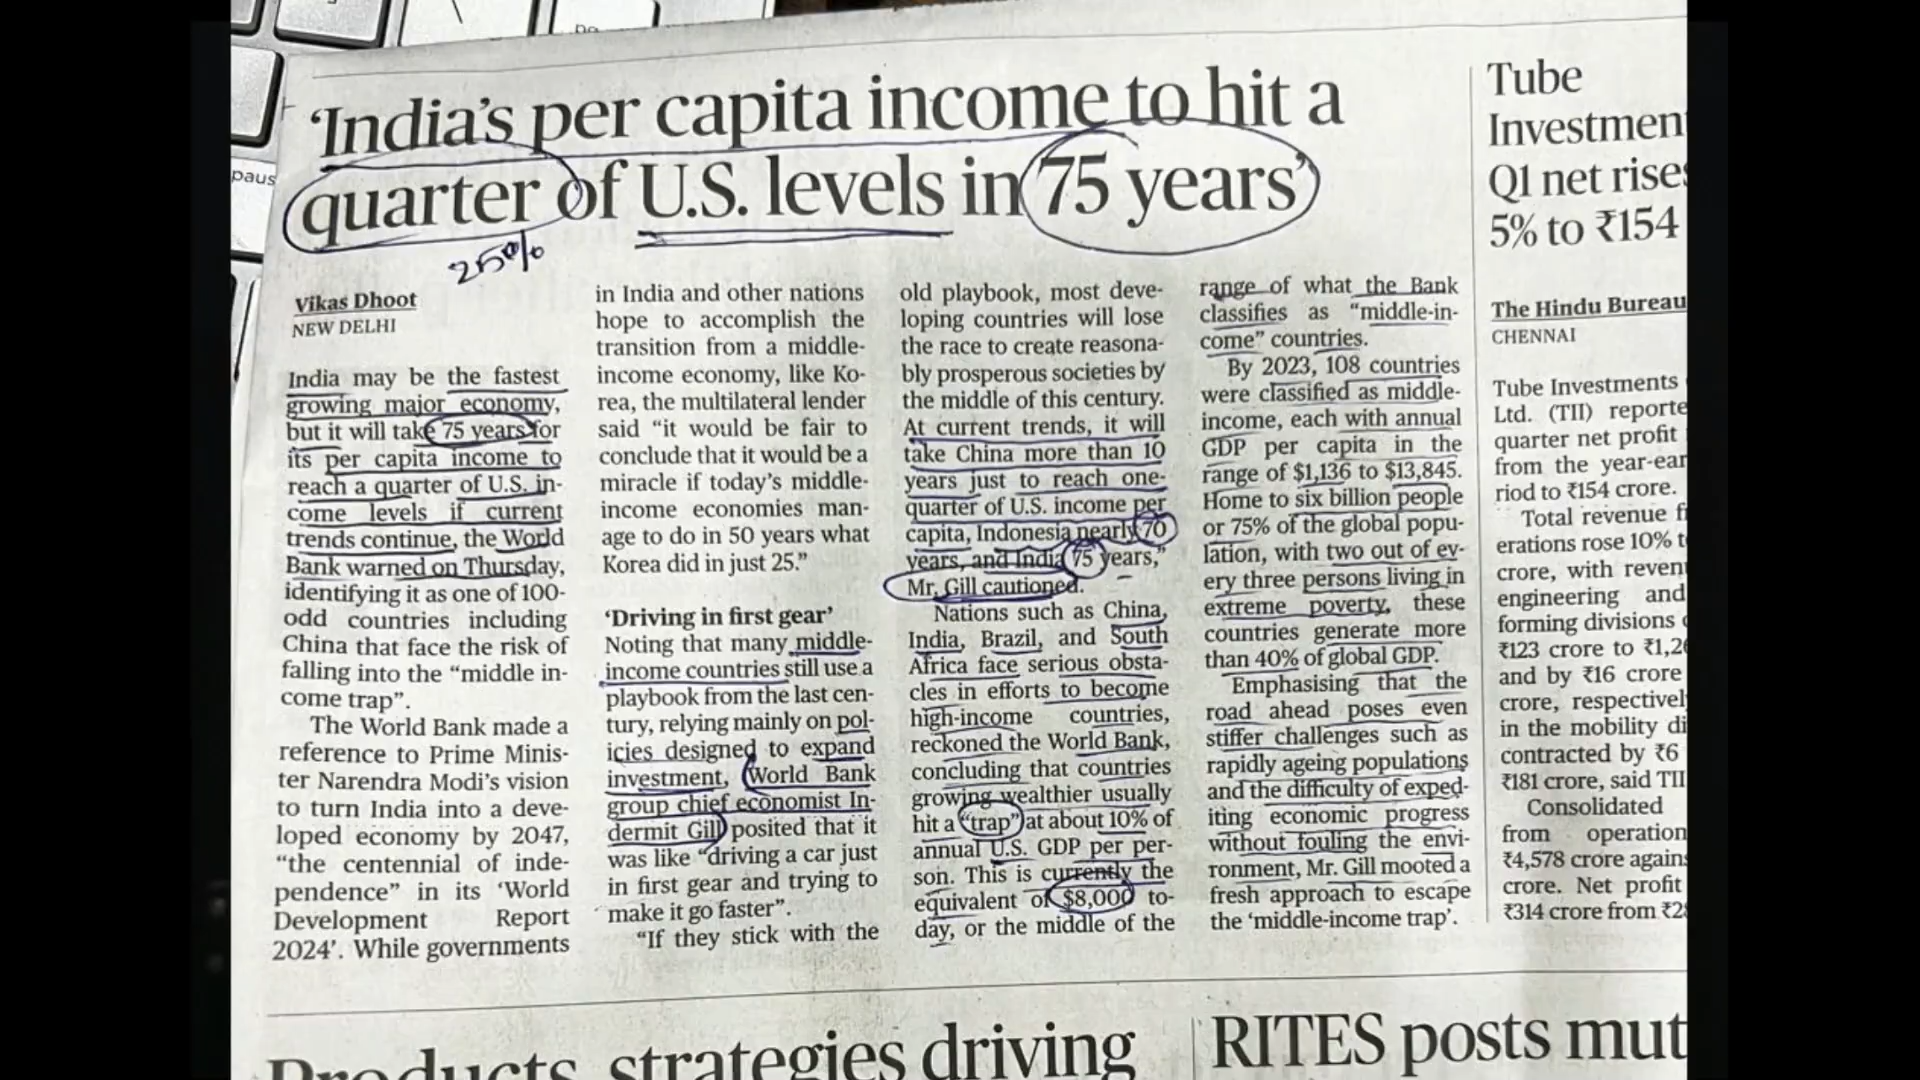 paus
‘India’s per capita income to hit a
quarter of U.S. levels in 75 years’
25%
Vikas Dhoot
NEW DELHI
India may be the fastest
growing major economy,
but it will take 75 years for
its per capita income to
reach a quarter of U.S. in-
come levels if current
trends continue, the World
Bank warned on Thursday,
identifying it as one of 100-
odd countries including
China that face the risk of
falling into the “middle in-
come trap”.
The World Bank made a
reference to Prime Minis-
ter Narendra Modi’s vision
to turn India into a deve-
loped economy by 2047,
“the centennial of inde-
pendence” in its ‘World
Development Report
2024’. While governments
in India and other nations
hope to accomplish the
transition from a middle-
income economy, like Ko-
rea, the multilateral lender
said “it would be fair to
conclude that it would be a
miracle if today’s middle-
income economies man-
age to do in 50 years what
Korea did in just 25.”
‘Driving in first gear’
Noting that many middle-
income countries still use a
playbook from the last cen-
tury, relying mainly on pol-
icies designed to expand
investment, World Bank
group chief economist In-
dermit Gill posited that it
was like “driving a car just
in first gear and trying to
make it go faster”.
“If they stick with the
old playbook, most deve-
loping countries will lose
the race to create reasona-
bly prosperous societies by
the middle of this century.
At current trends, it will
take China more than 10
years just to reach one-
quarter of U.S. income per
capita, Indonesia nearly 70
years, and India 75 years,”
Mr. Gill cautioned.
Nations such as China,
India, Brazil, and South
Africa face serious obsta-
cles in efforts to become
high-income countries,
reckoned the World Bank,
concluding that countries
growing wealthier usually
hit a “trap” at about 10% of
annual U.S. GDP per per-
son. This is currently the
equivalent of $8,000 to-
day, or the middle of the
range of what the Bank
classifies as “middle-in-
come” countries.
By 2023, 108 countries
were classified as middle-
income, each with annual
GDP per capita in the
range of $1,136 to $13,845.
Home to six billion people
or 75% of the global popu-
lation, with two out of ev-
ery three persons living in
extreme poverty, these
countries generate more
than 40% of global GDP.
Emphasising that the
road ahead poses even
stiffer challenges such as
rapidly ageing populations
and the difficulty of exped-
iting economic progress
without fouling the envi-
ronment, Mr. Gill mooted a
fresh approach to escape
the ‘middle-income trap’.
Tube
Investmen
Q1 net rises
5% to ₹154
The Hindu Bureau
CHENNAI
Tube Investments
Ltd. (TII) reporte
quarter net profit
from the year-ear
riod to ₹154 crore.
Total revenue f
erations rose 10% t
crore, with reven
engineering and
forming divisions
₹123 crore to ₹1,26
and by ₹16 crore
crore, respectivel
in the mobility di
contracted by ₹6
₹181 crore, said TII
Consolidated
from operation
₹4,578 crore agains
crore. Net profit
₹314 crore from ₹2
Products, strategies driving
RITES posts mut